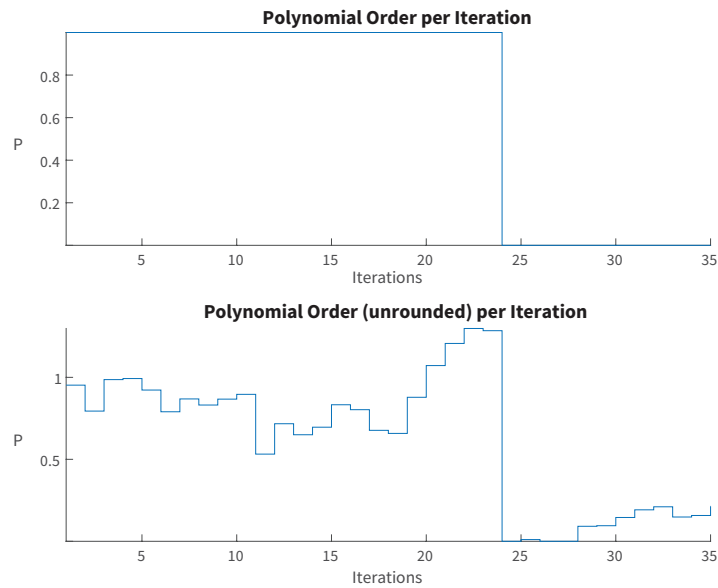 Polynomial Order per Iteration
0.8
0.6
P
0.4
0.2
5 10 15 20 25 30 35
Iterations
Polynomial Order (unrounded) per Iteration
1
P
0.5
5 10 15 20 25 30 35
Iterations